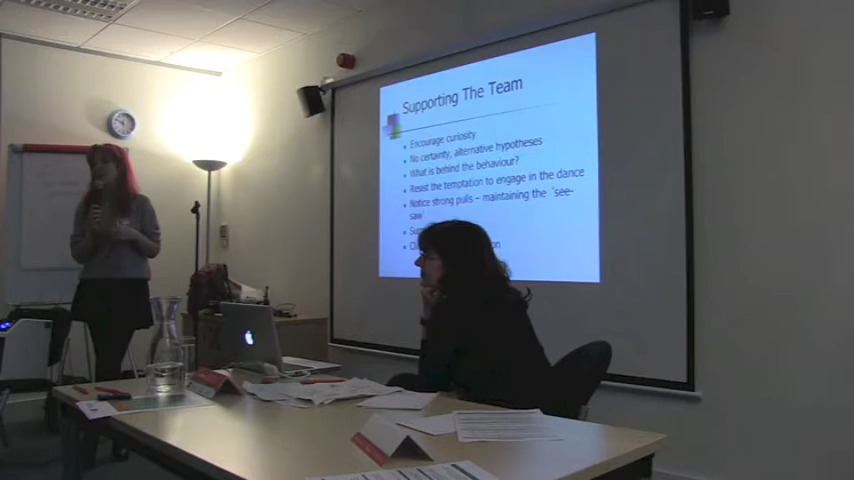 Supporting The Team
Encourage curiosity
No certainty, alternative hypotheses
What is behind the behaviour?
Resist the temptation to engage in the dance
Notice strong pulls – maintaining the 'see-
saw'